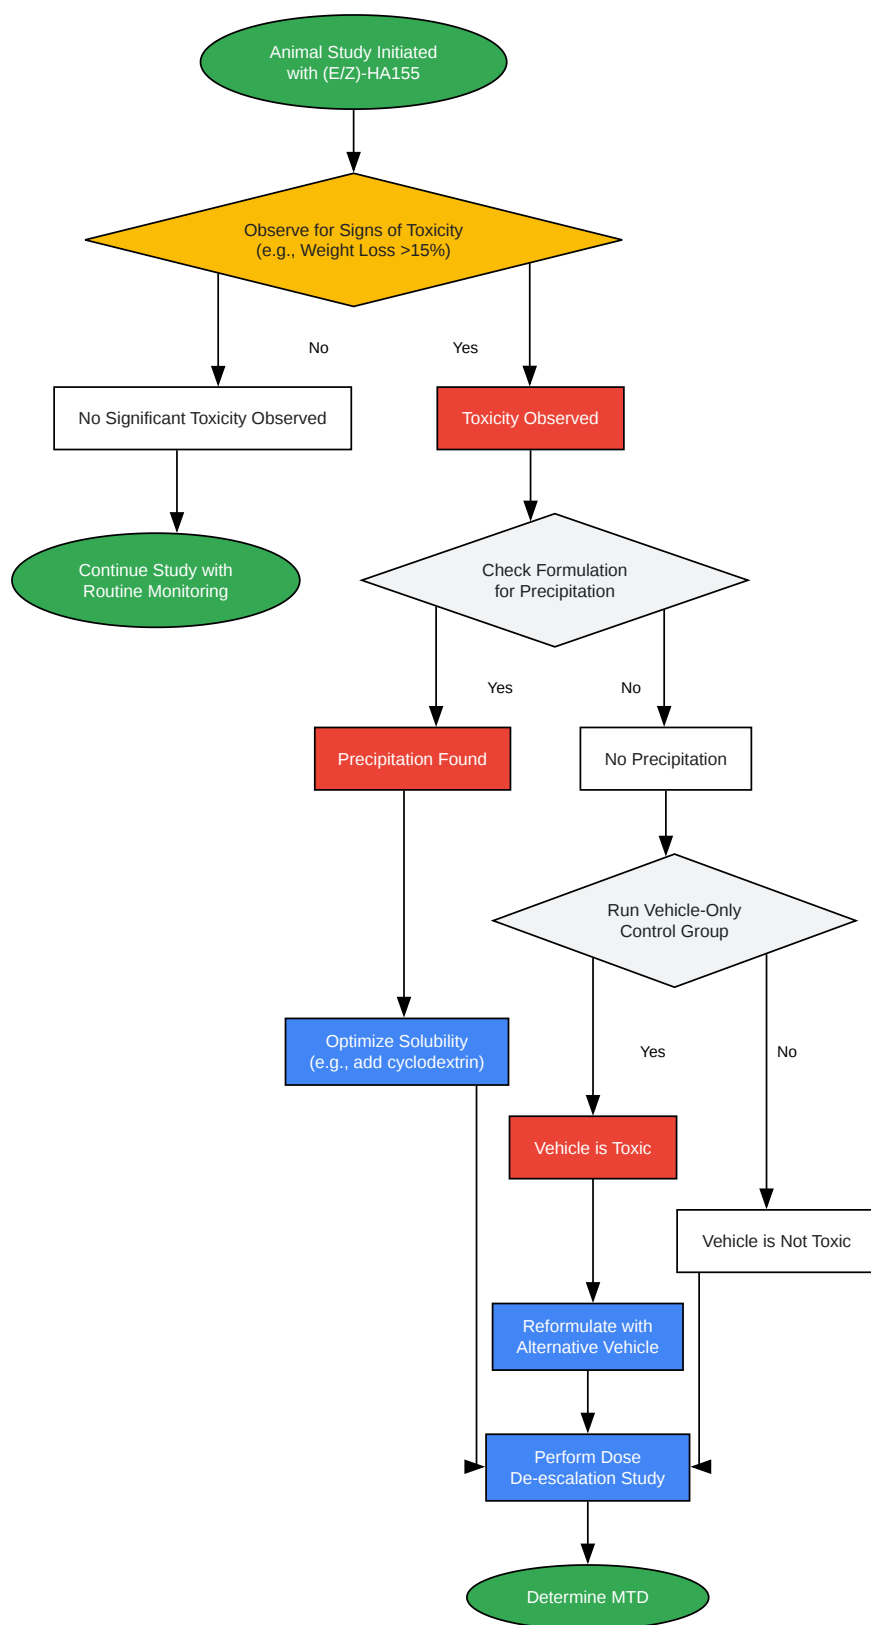 Animal Study Initiated
with (E/Z)-HA155
Observe for Signs of Toxicity
(e.g., Weight Loss >15%)
No
Yes
No Significant Toxicity Observed
Toxicity Observed
Continue Study with
Routine Monitoring
Check Formulation
for Precipitation
Yes
No
Precipitation Found
No Precipitation
Run Vehicle-Only
Control Group
Optimize Solubility
(e.g., add cyclodextrin)
Yes
No
Vehicle is Toxic
Vehicle is Not Toxic
Reformulate with
Alternative Vehicle
Perform Dose
De-escalation Study
Determine MTD